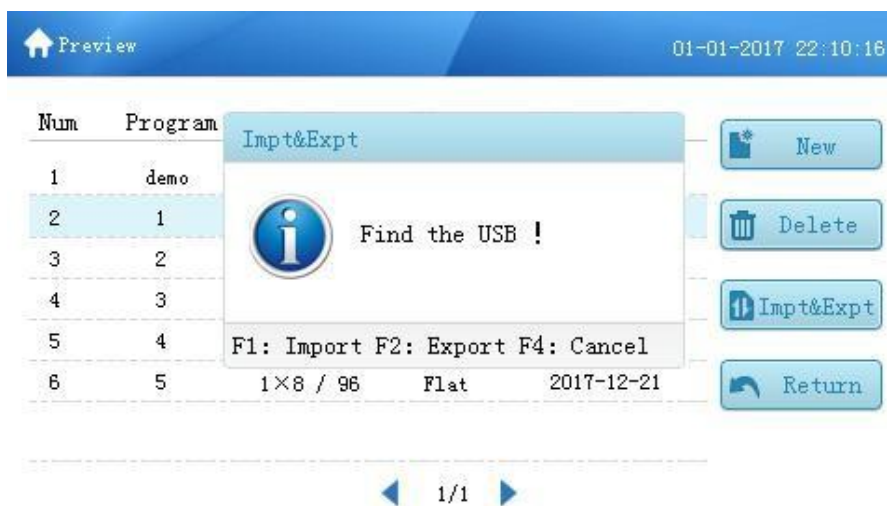 Preview 01-01-2017 22:10:16
Num Program
Impt&Expt
New
1 demo
2 1
Find the USB !
Delete
3 2
4 3
Impt&Expt
5 4
F1: Import F2: Export F4: Cancel
6 5 1×8 / 96 Flat 2017-12-21
Return
1/1